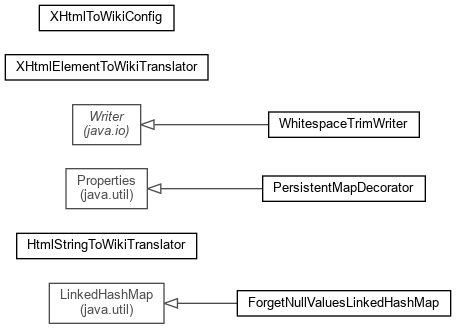 XHtmlToWikiConfig
XHtmlElementToWikiTranslator
Writer
(java.io)
WhitespaceTrimWriter
Properties
(java.util)
PersistentMapDecorator
HtmlStringToWikiTranslator
LinkedHashMap
(java.util)
ForgetNullValuesLinkedHashMap